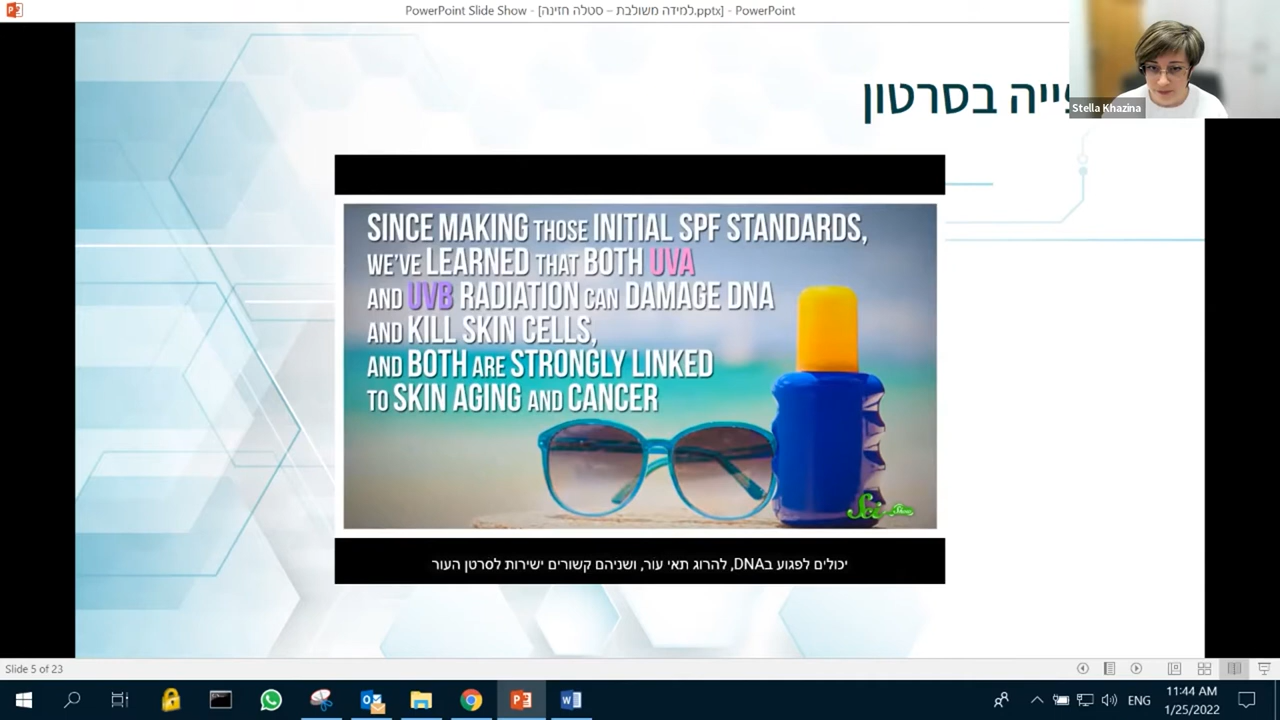 PowerPoint Slide Show - [למידה משולבת – סטלה חזינה.pptx] - PowerPoint
בסרטון
Stella Khazina
SINCE MAKING THOSE INITIAL SPF STANDARDS,
WE'VE LEARNED THAT BOTH UVA
AND UVB RADIATION CAN DAMAGE DNA
AND KILL SKIN CELLS,
AND BOTH ARE STRONGLY LINKED
TO SKIN AGING AND CANCER
Sci Show
יכולים לפגוע בDNA, להרוג תאי עור, ושניהם קשורים ישירות לסרטן העור
Slide 5 of 23
ENG
11:44 AM
1/25/2022